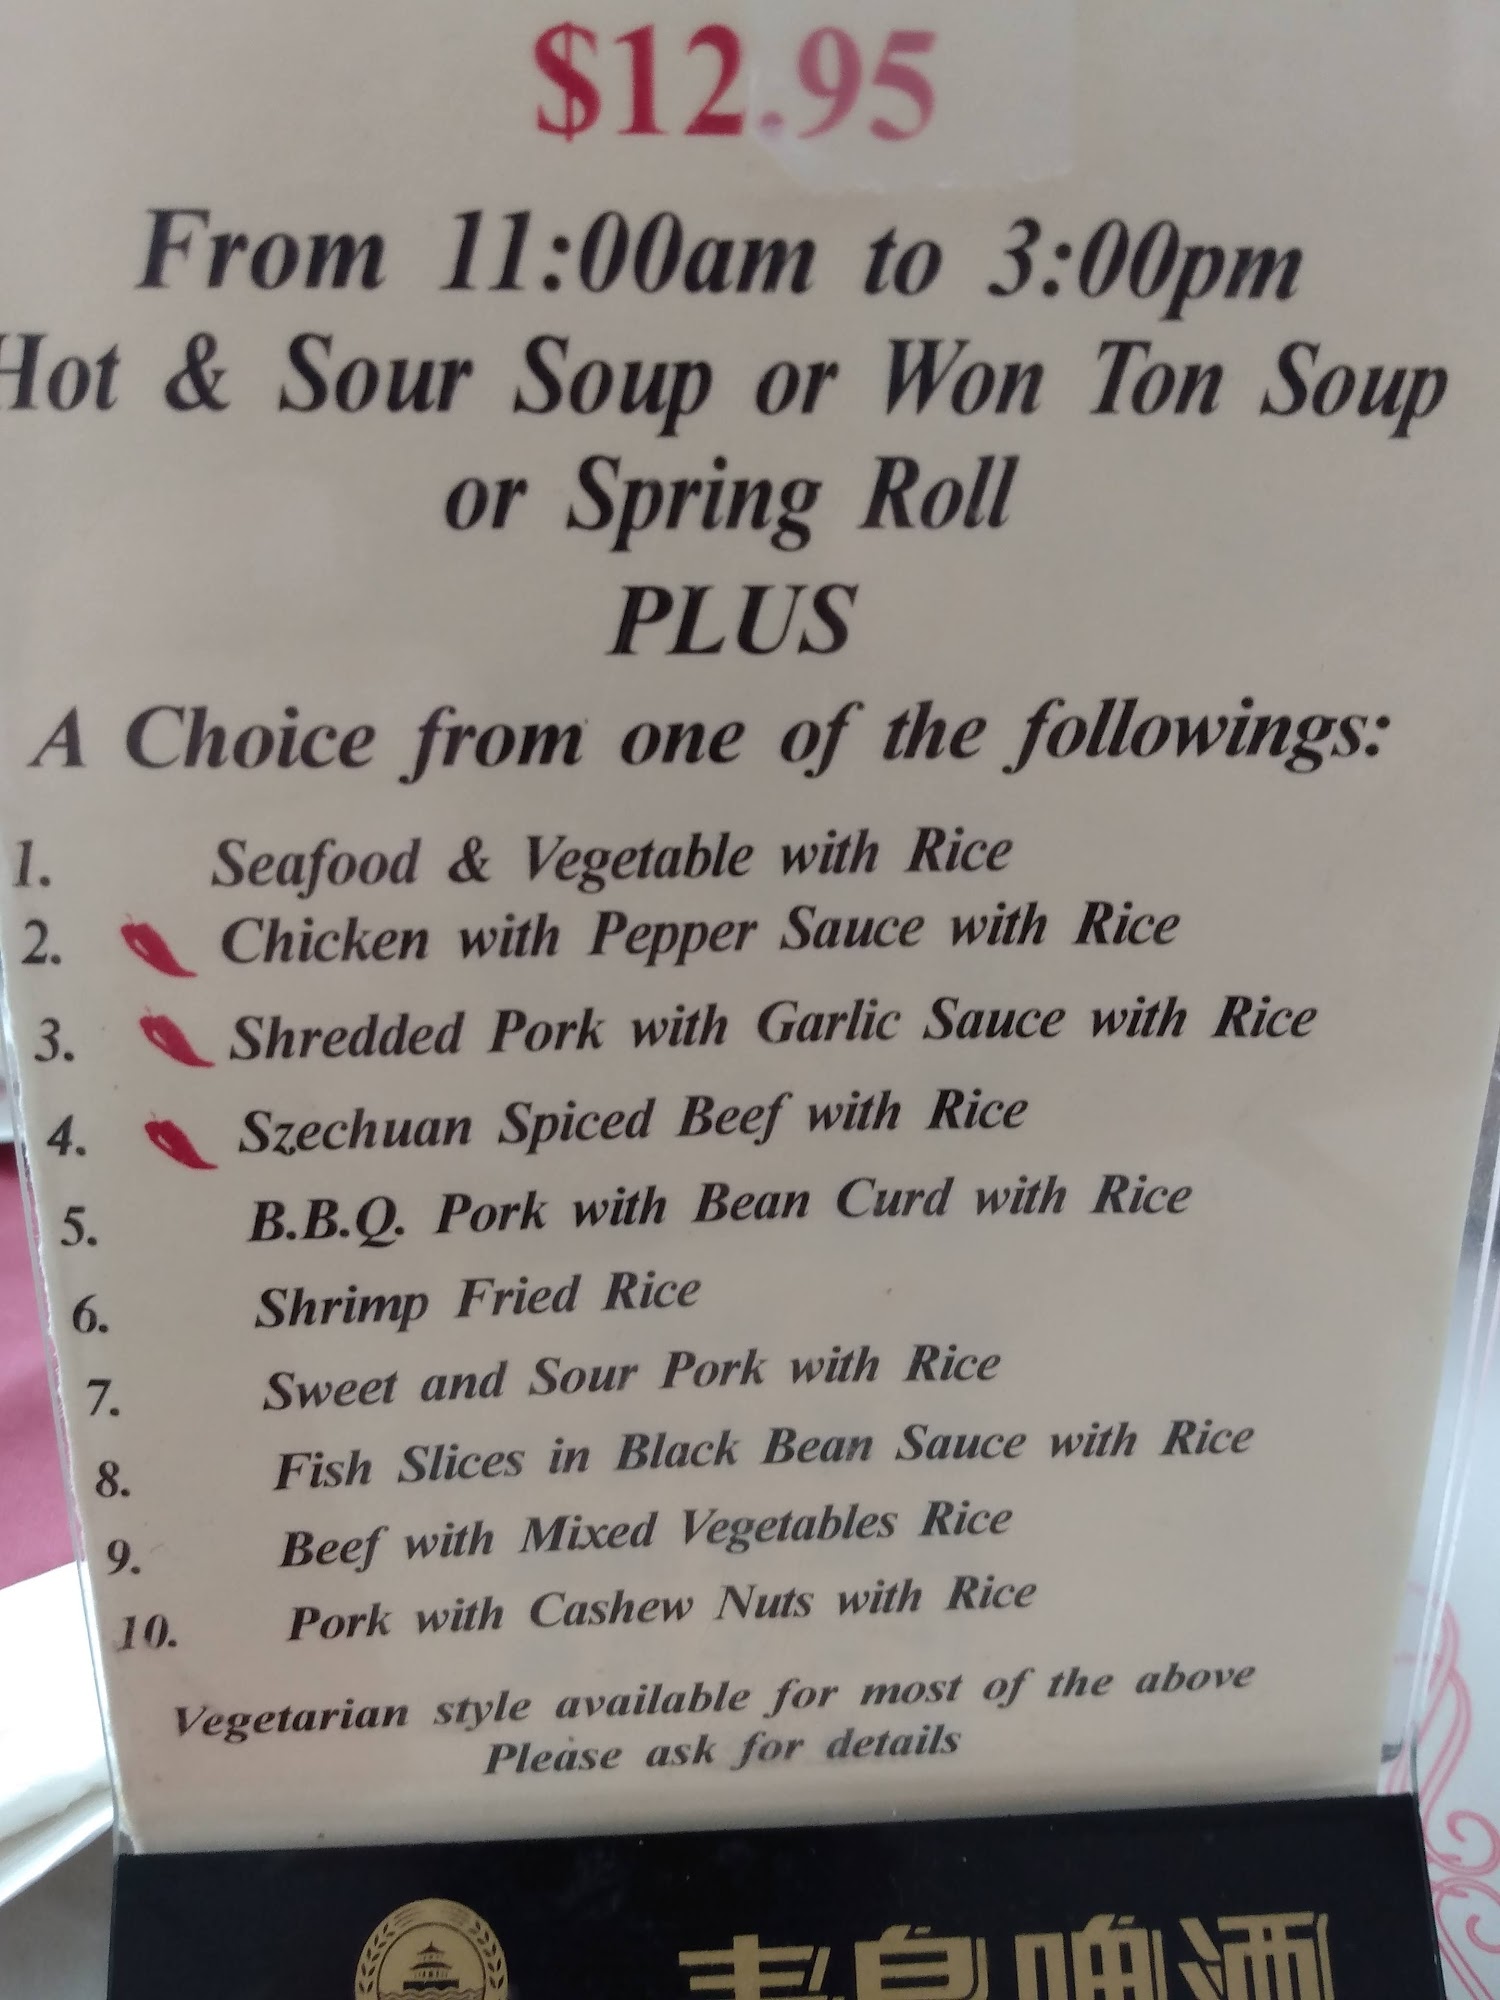 $12.95
From 11:00am to 3:00pm
Hot & Sour Soup or Won Ton Soup
or Spring Roll
PLUS
A Choice from one of the followings:
1. Seafood & Vegetable with Rice
2. Chicken with Pepper Sauce with Rice
3. Shredded Pork with Garlic Sauce with Rice
4. Szechuan Spiced Beef with Rice
5. B.B.Q. Pork with Bean Curd with Rice
6. Shrimp Fried Rice
7. Sweet and Sour Pork with Rice
8. Fish Slices in Black Bean Sauce with Rice
9. Beef with Mixed Vegetables Rice
10. Pork with Cashew Nuts with Rice
Vegetarian style available for most of the above
Please ask for details
青島啤酒